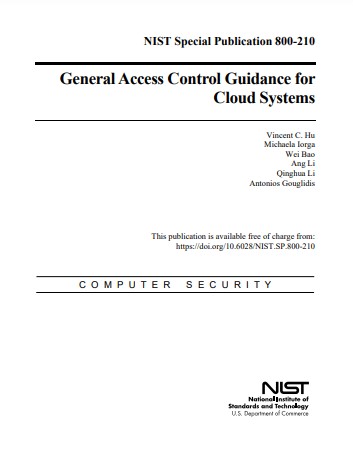 NIST Special Publication 800-210
General Access Control Guidance for
Cloud Systems
Vincent C. Hu
Michaela Iorga
Wei Bao
Ang Li
Qinghua Li
Antonios Gouglidis
This publication is available free of charge from:
https://doi.org/10.6028/NIST.SP.800-210
COMPUTER SECURITY
NIST
National Institute of
Standards and Technology
U.S. Department of Commerce